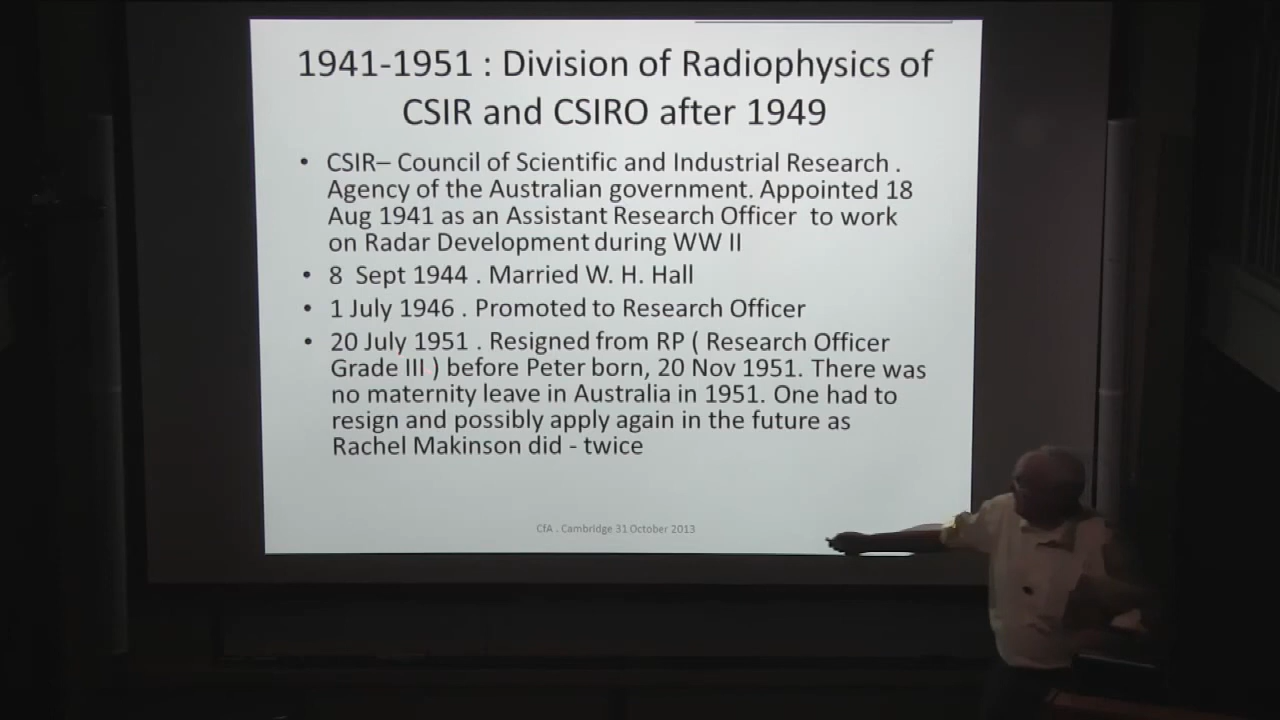 1941-1951 : Division of Radiophysics of
CSIR and CSIRO after 1949
• CSIR– Council of Scientific and Industrial Research .
Agency of the Australian government. Appointed 18
Aug 1941 as an Assistant Research Officer to work
on Radar Development during WW II
• 8 Sept 1944 . Married W. H. Hall
• 1 July 1946 . Promoted to Research Officer
• 20 July 1951 . Resigned from RP ( Research Officer
Grade III ) before Peter born, 20 Nov 1951. There was
no maternity leave in Australia in 1951. One had to
resign and possibly apply again in the future as
Rachel Makinson did - twice
CfA . Cambridge 31 October 2013